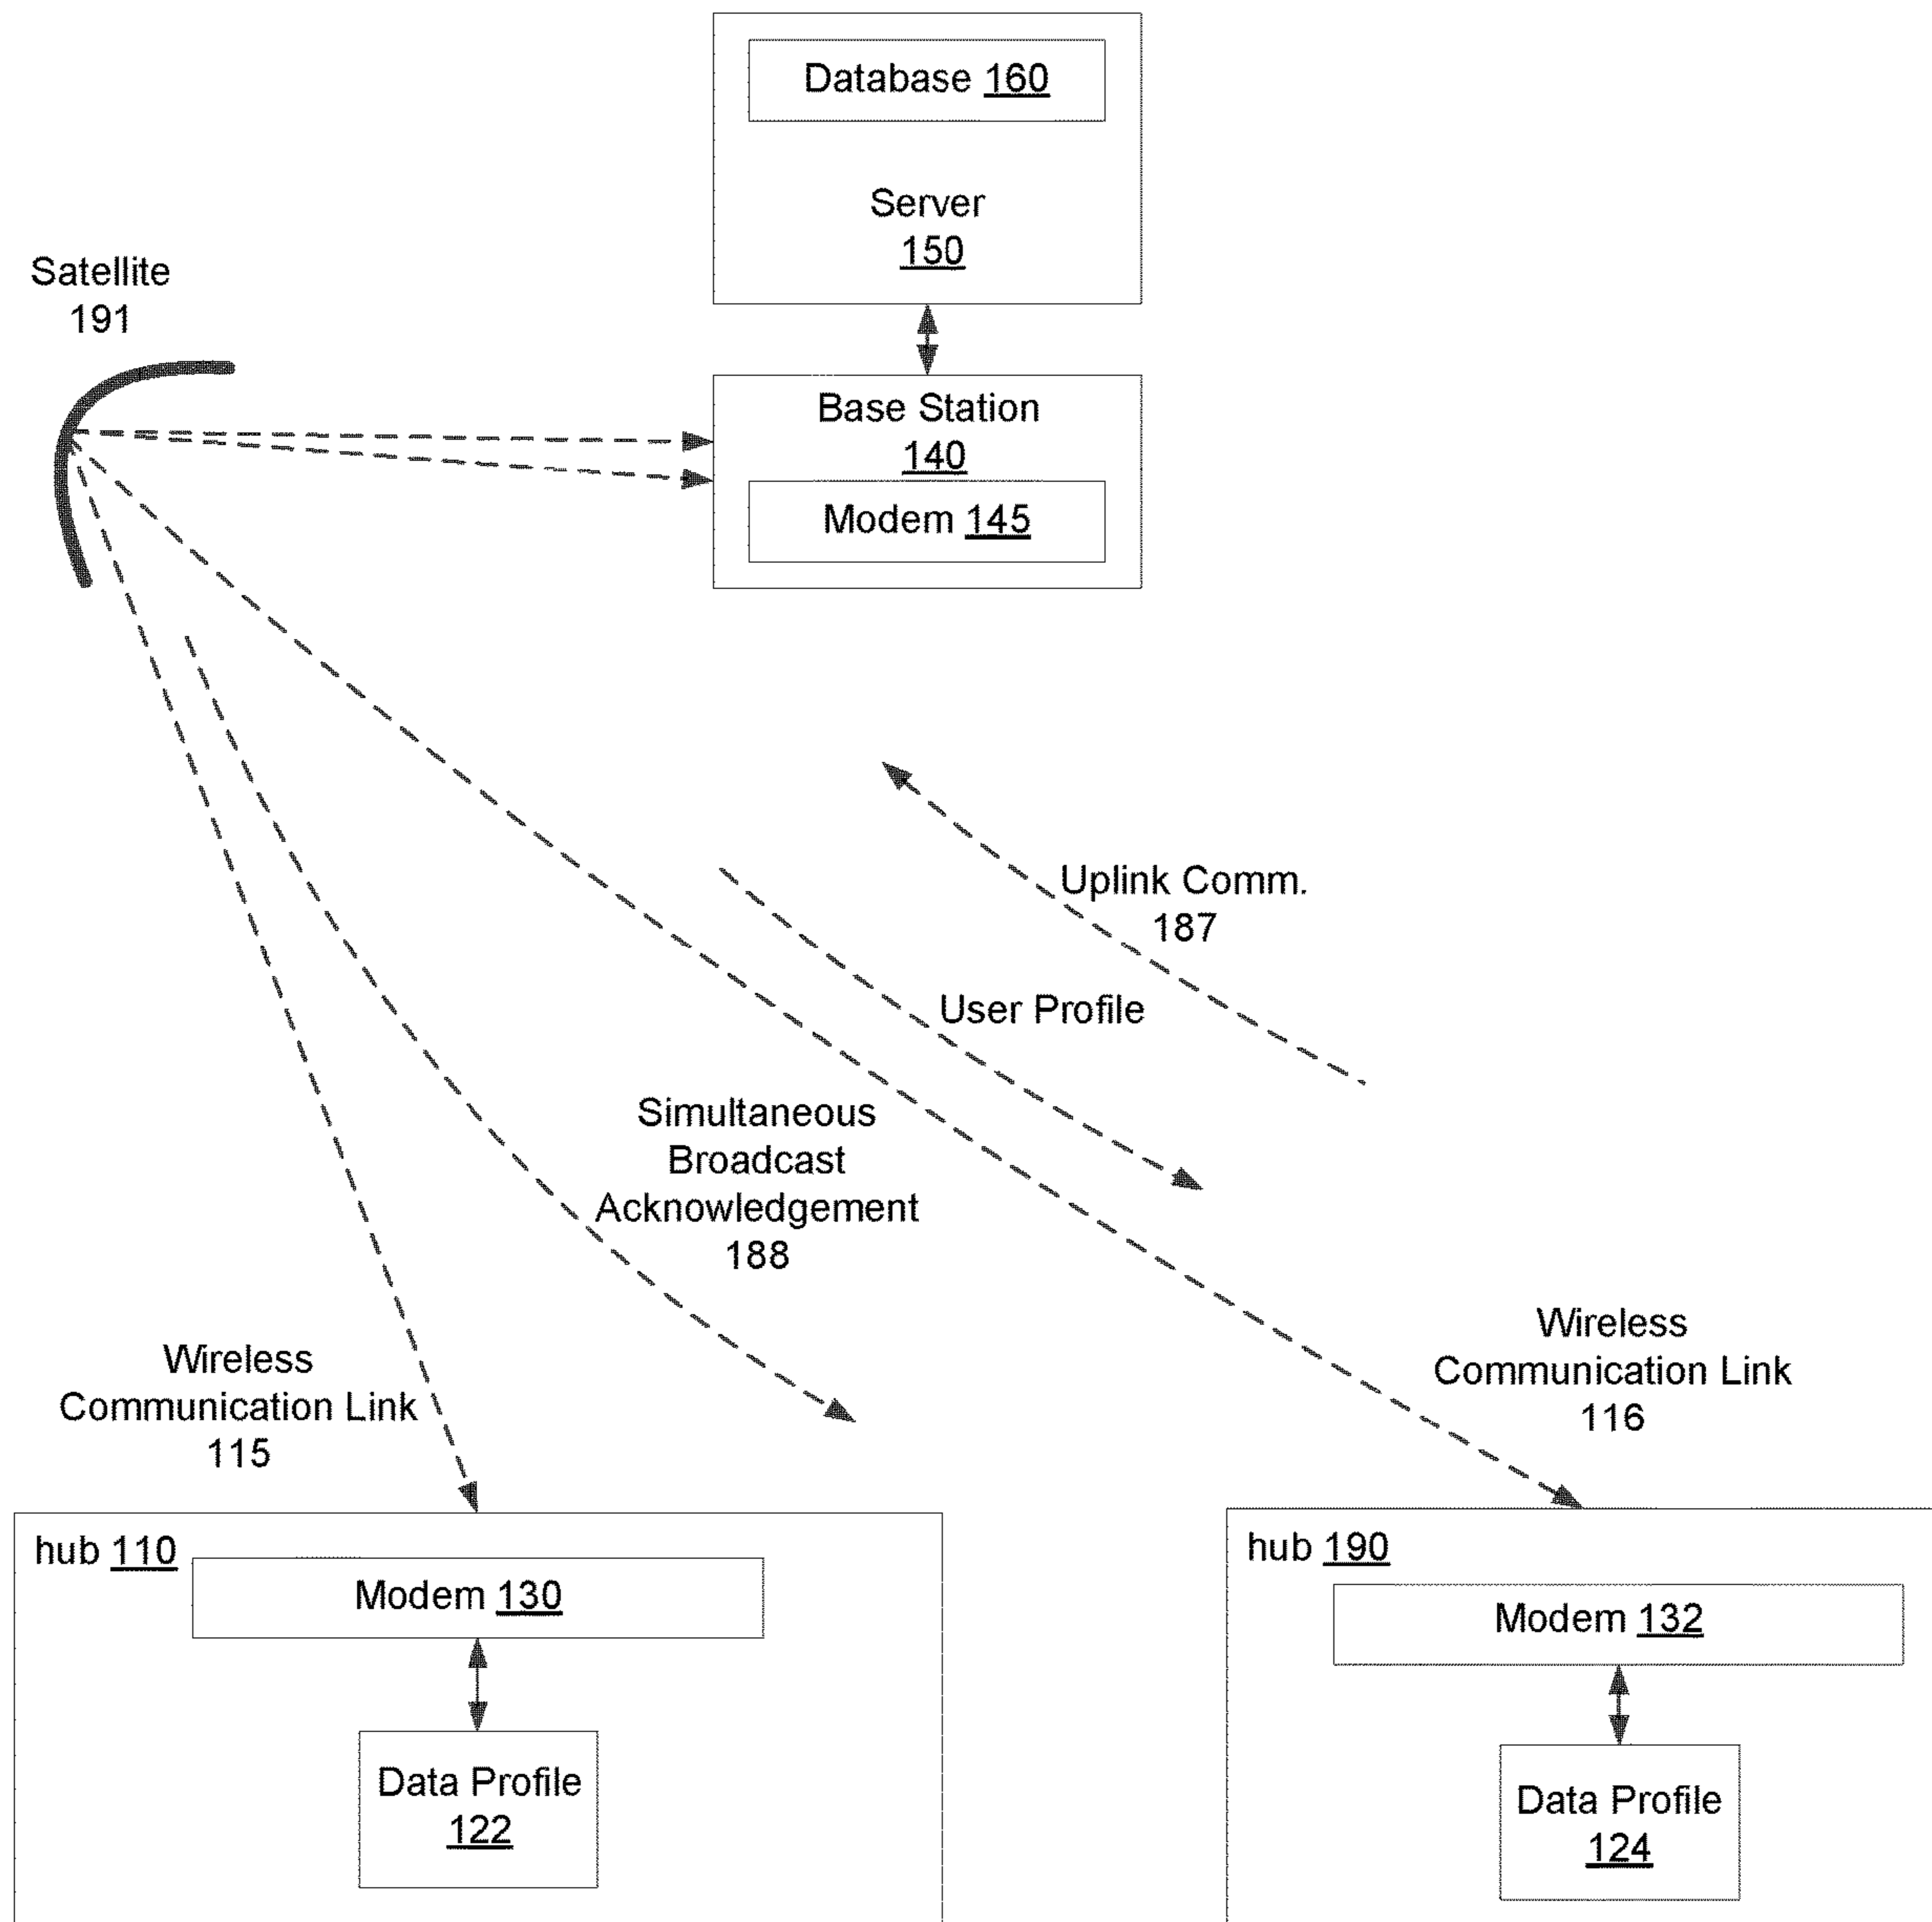 Database 160
Server
150
Satellite
191
Base Station
140
Modem 145
Uplink Comm.
187
User Profile
Simultaneous
Broadcast
Acknowledgement
188
Wireless
Communication Link
115
Wireless
Communication Link
116
hub 110
Modem 130
Data Profile
122
hub 190
Modem 132
Data Profile
124